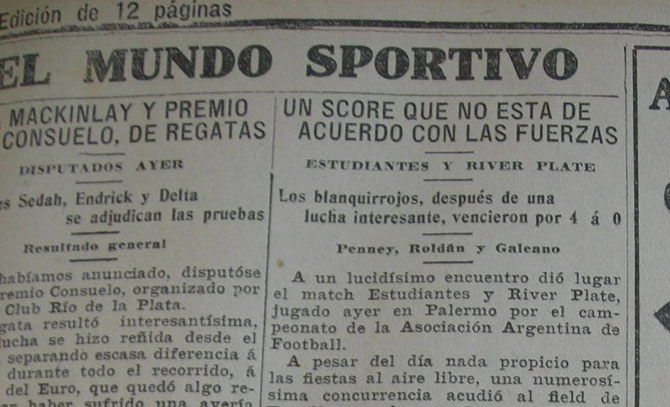 Edición de 12 páginas
EL MUNDO SPORTIVO
MACKINLAY Y PREMIO
CONSUELO, DE REGATAS
DISPUTADOS AYER
es Sedah, Endrick y Delta
se adjudican las pruebas
Resultado general
habíamos anunciado, disputóse
remio Consuelo, organizado por
Club Río de la Plata.
gata resultó interesantísima,
ucha se hizo reñida desde el
separando escasa diferencia á
durante todo el recorrido, á
del Euro, que quedó algo re-
haber sufrido una avería
UN SCORE QUE NO ESTA DE
ACUERDO CON LAS FUERZAS
ESTUDIANTES Y RIVER PLATE
Los blanquirrojos, después de una
lucha interesante, vencieron por 4 á 0
Penney, Roldán y Galeano
A un lucidísimo encuentro dió lugar
el match Estudiantes y River Plate,
jugado ayer en Palermo por el cam-
peonato de la Asociación Argentina de
Football.
A pesar del día nada propicio para
las fiestas al aire libre, una numerosí-
sima concurrencia acudió al field de
A